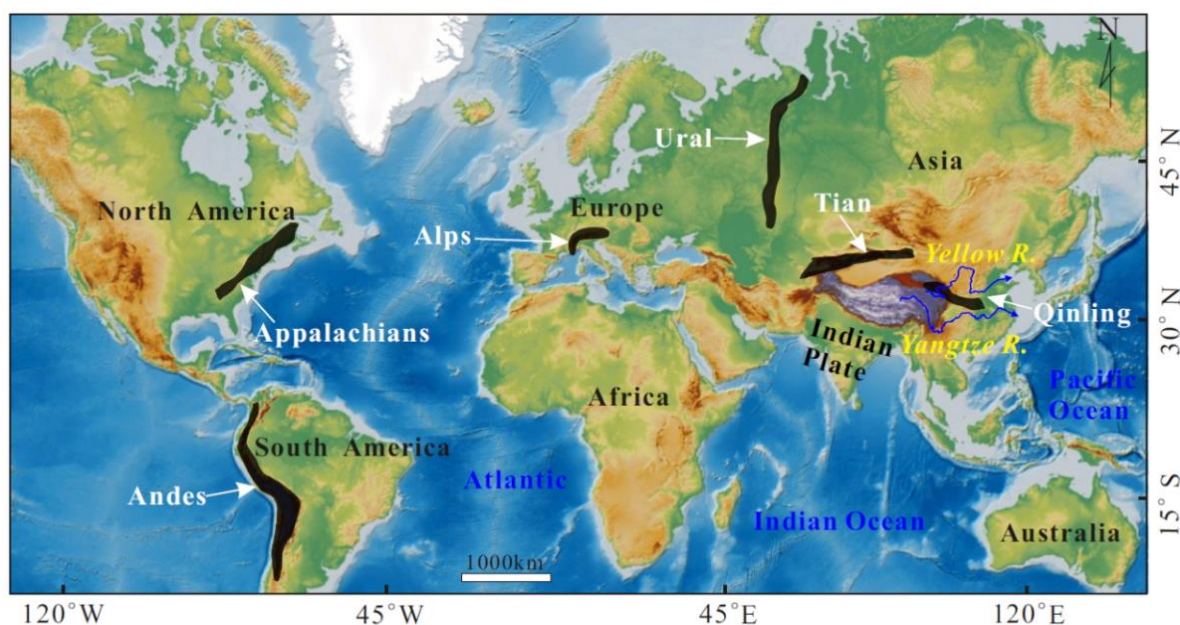 N
Ural
Asia
45°N
North America
Europe
Tian
Alps
Yellow R.
Appalachians
Qinling
30°N
Indian
Plate
Yangtze R.
Pacific
Ocean
Africa
South America
Atlantic
Andes
Indian Ocean
15°S
Australia
1000km
120°W
45°W
45°E
120°E